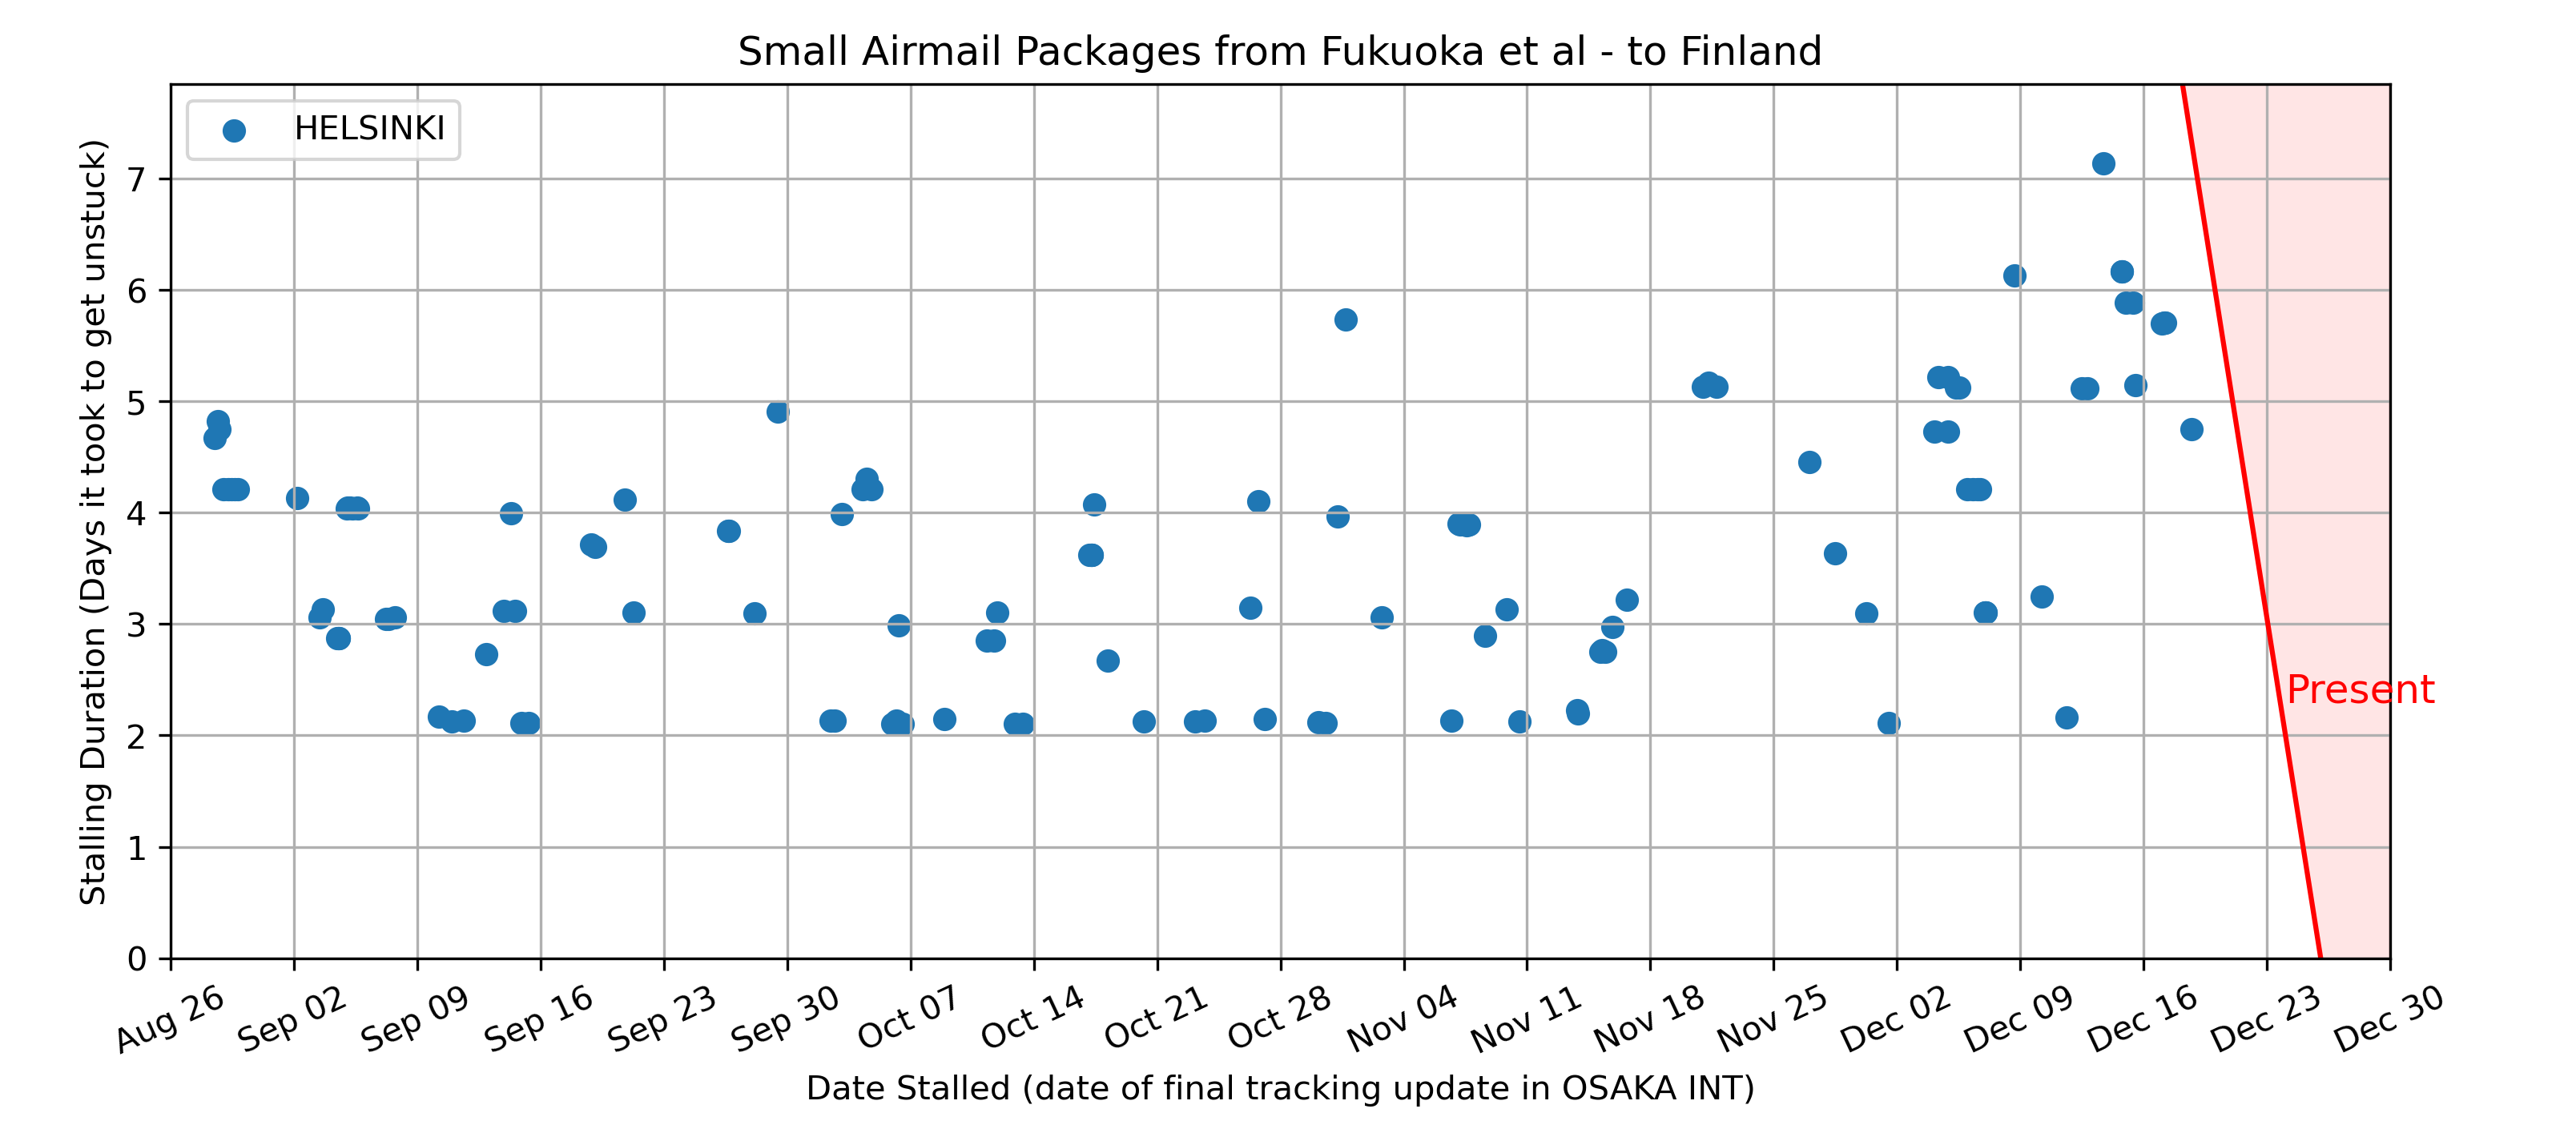 Small Airmail Packages from Fukuoka et al - to Finland
HELSINKI
Stalling Duration (Days it took to get unstuck)
7
6
5
4
3
2
1
0
Present
Aug 26
Sep 02
Sep 09
Sep 16
Sep 23
Sep 30
Oct 07
Oct 14
Oct 21
Oct 28
Nov 04
Nov 11
Nov 18
Nov 25
Dec 02
Dec 09
Dec 16
Dec 23
Dec 30
Date Stalled (date of final tracking update in OSAKA INT)